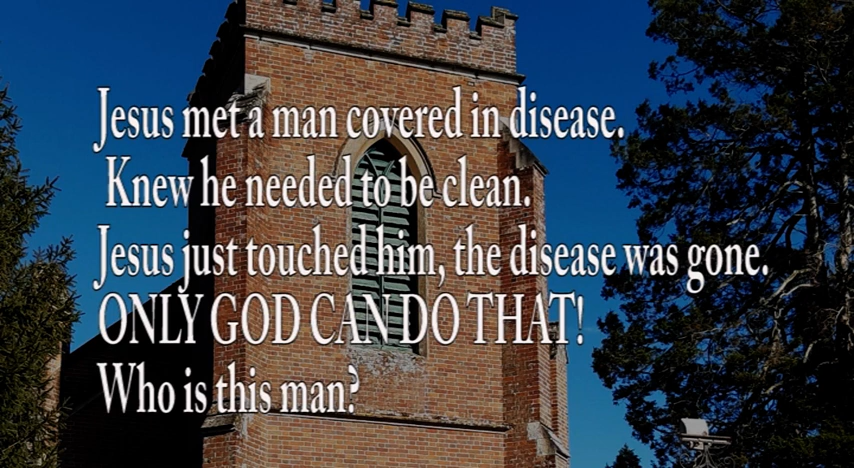 Jesus met a man covered in disease.
Knew he needed to be clean.
Jesus just touched him, the disease was gone.
ONLY GOD CAN DO THAT!
Who is this man?